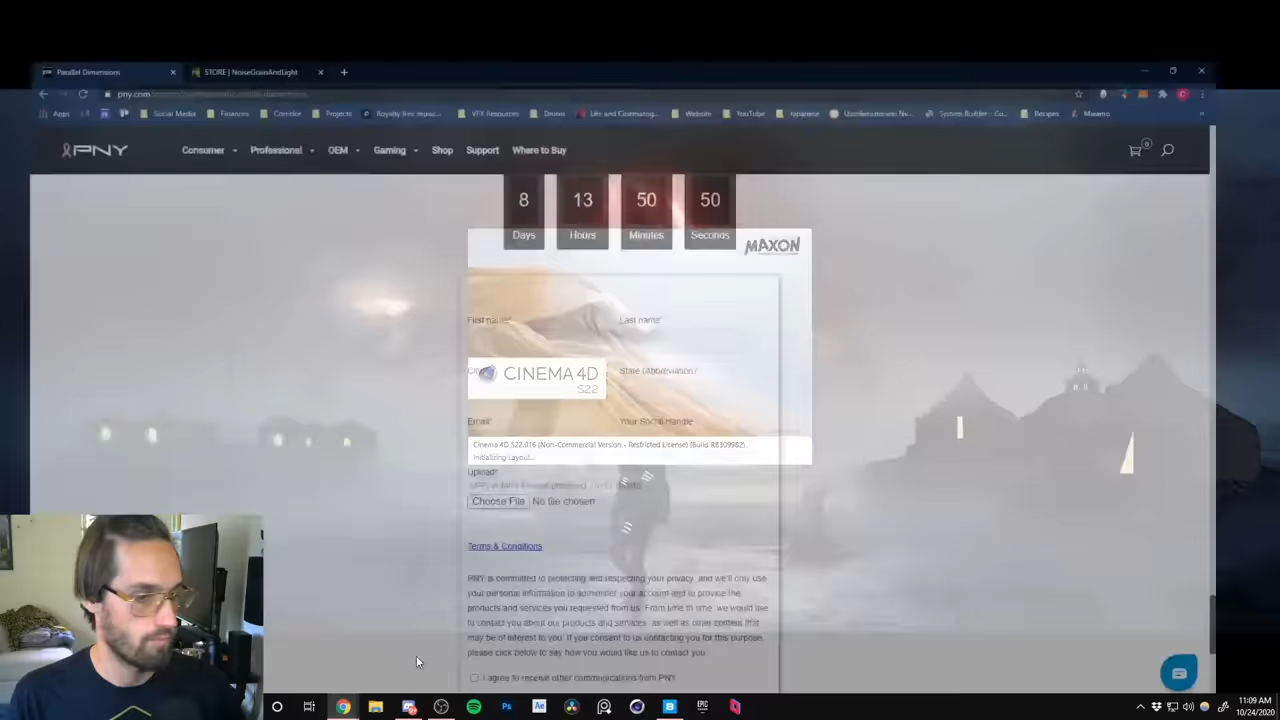 Parallel Dimensions
STORE | NoiseGrainAndLight
pny.com
Apps
Social Media
Finances
Corridor
Projects
Royalty free music...
VFX Resources
Drums
Life and Cinematog...
Website
YouTube
Japanese
System Builder - Co...
Recipes
PNY
Consumer
Professional
OEM
Gaming
Shop
Support
Where to Buy
0
8 13 50 50
Days Hours Minutes Seconds
MAXON
First name*
Last name*
CINEMA 4D
S22
State (Abbreviation)*
Email*
Your Social Handle
Cinema 4D S22.016 (Non-Commercial Version - Restricted License) (Build RB309982)
Initializing Layout...
Upload*
Choose File No file chosen
Terms & Conditions
PNY is committed to protecting and respecting your privacy, and we'll only use
your personal information to administer your account and to provide the
products and services you requested from us. From time to time, we would like
to contact you about our products and services, as well as other content that
may be of interest to you. If you consent to us contacting you for this purpose,
please click below to say how you would like us to contact you.
I agree to receive other communications from PNY
Ps
Ae
EPIC
11:09 AM
10/24/2020